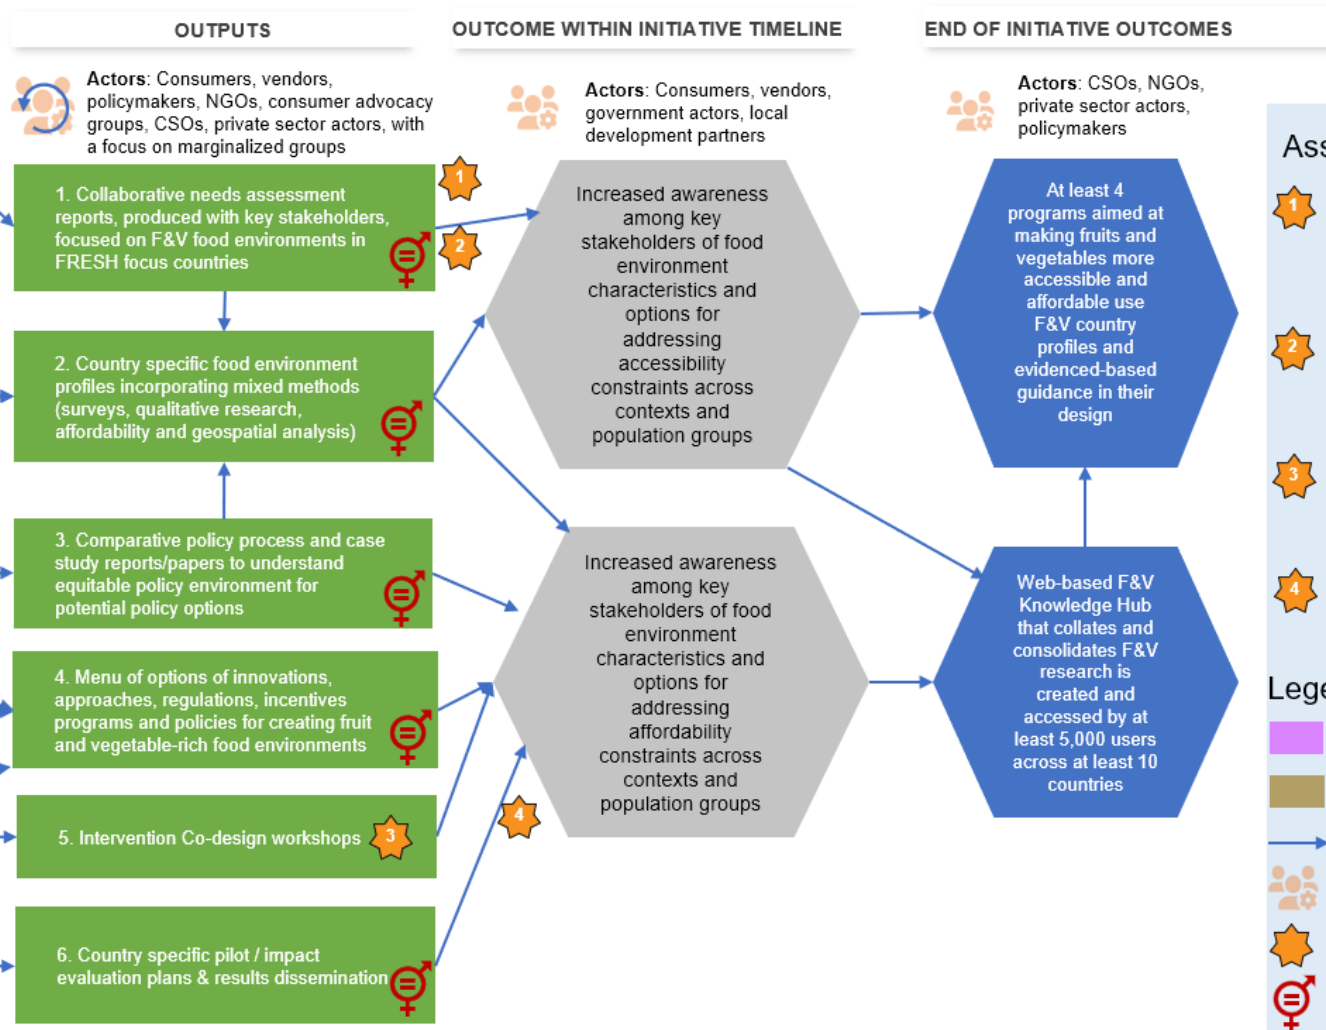 OUTPUTS
Actors: Consumers, vendors,
policymakers, NGOs, consumer advocacy
groups, CSOs, private sector actors, with
a focus on marginalized groups
1. Collaborative needs assessment
reports, produced with key stakeholders,
focused on F&V food environments in
FRESH focus countries
1
2
2. Country specific food environment
profiles incorporating mixed methods
(surveys, qualitative research,
affordability and geospatial analysis)
3. Comparative policy process and case
study reports/papers to understand
equitable policy environment for
potential policy options
4. Menu of options of innovations,
approaches, regulations, incentives
programs and policies for creating fruit
and vegetable-rich food environments
5. Intervention Co-design workshops
3
4
6. Country specific pilot / impact
evaluation plans & results dissemination
OUTCOME WITHIN INITIATIVE TIMELINE
Actors: Consumers, vendors,
government actors, local
development partners
Increased awareness
among key
stakeholders of food
environment
characteristics and
options for
addressing
accessibility
constraints across
contexts and
population groups
Increased awareness
among key
stakeholders of food
environment
characteristics and
options for
addressing
affordability
constraints across
contexts and
population groups
END OF INITIATIVE OUTCOMES
Actors: CSOs, NGOs,
private sector actors,
policymakers
At least 4
programs aimed at
making fruits and
vegetables more
accessible and
affordable use
F&V country
profiles and
evidenced-based
guidance in their
design
Web-based F&V
Knowledge Hub
that collates and
consolidates F&V
research is
created and
accessed by at
least 5,000 users
across at least 10
countries
Ass
1
2
3
4
Lege